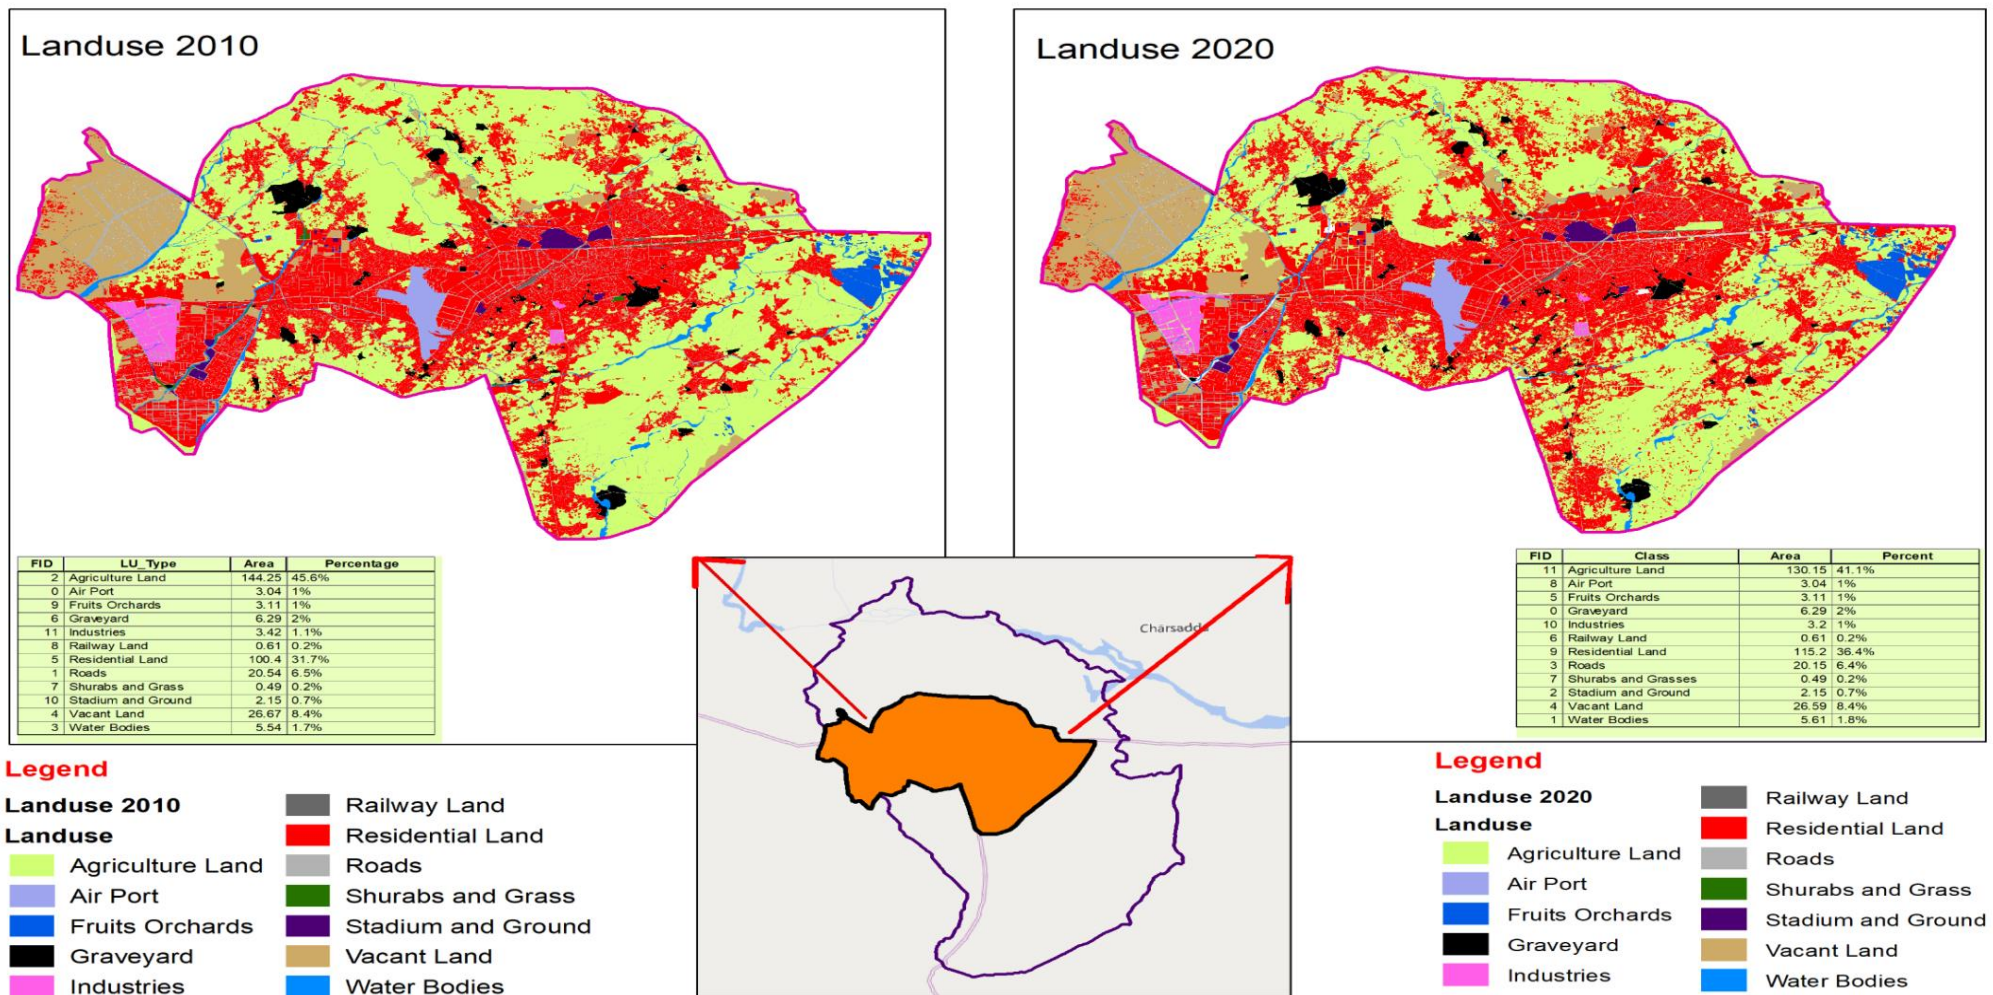 Landuse 2010
FID LU_Type Area Percentage
2 Agriculture Land 144.25 45.6%
0 Air Port 3.04 1%
9 Fruits Orchards 3.11 1%
6 Graveyard 6.29 2%
11 Industries 3.42 1.1%
8 Railway Land 0.61 0.2%
5 Residential Land 100.4 31.7%
1 Roads 20.54 6.5%
7 Shurabs and Grass 0.49 0.2%
10 Stadium and Ground 2.15 0.7%
4 Vacant Land 26.67 8.4%
3 Water Bodies 5.54 1.7%
Landuse 2020
FID Class Area Percent
11 Agriculture Land 130.15 41.1%
8 Air Port 3.04 1%
5 Fruits Orchards 3.11 1%
0 Graveyard 6.29 2%
10 Industries 3.2 1%
6 Railway Land 0.61 0.2%
9 Residential Land 115.2 36.4%
3 Roads 20.15 6.4%
7 Shurabs and Grasses 0.49 0.2%
2 Stadium and Ground 2.15 0.7%
4 Vacant Land 26.59 8.4%
1 Water Bodies 5.61 1.8%
Legend
Landuse 2010
Landuse
Agriculture Land
Air Port
Fruits Orchards
Graveyard
Industries
Railway Land
Residential Land
Roads
Shurabs and Grass
Stadium and Ground
Vacant Land
Water Bodies
Charsadda
Legend
Landuse 2020
Landuse
Agriculture Land
Air Port
Fruits Orchards
Graveyard
Industries
Railway Land
Residential Land
Roads
Shurabs and Grass
Stadium and Ground
Vacant Land
Water Bodies